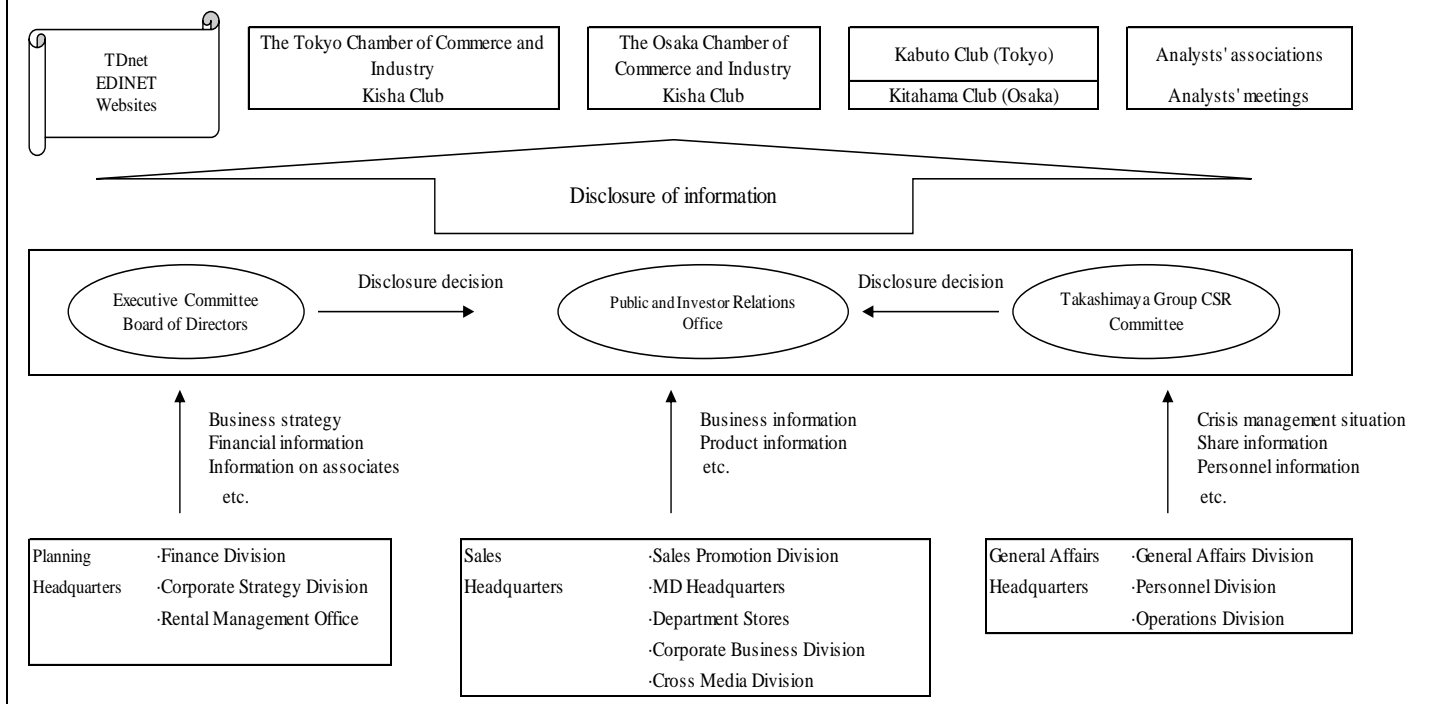 TDnet
EDINET
Websites
The Tokyo Chamber of Commerce and
Industry
Kisha Club
The Osaka Chamber of
Commerce and Industry
Kisha Club
Kabuto Club (Tokyo)
Kitahama Club (Osaka)
Analysts' associations
Analysts' meetings
Disclosure of information
Executive Committee
Board of Directors
Disclosure decision
Public and Investor Relations
Office
Disclosure decision
Takashimaya Group CSR
Committee
Business strategy
Financial information
Information on associates
etc.
Business information
Product information
etc.
Crisis management situation
Share information
Personnel information
etc.
Planning
Headquarters
·Finance Division
·Corporate Strategy Division
·Rental Management Office
Sales
Headquarters
·Sales Promotion Division
·MD Headquarters
·Department Stores
·Corporate Business Division
·Cross Media Division
General Affairs
Headquarters
·General Affairs Division
·Personnel Division
·Operations Division